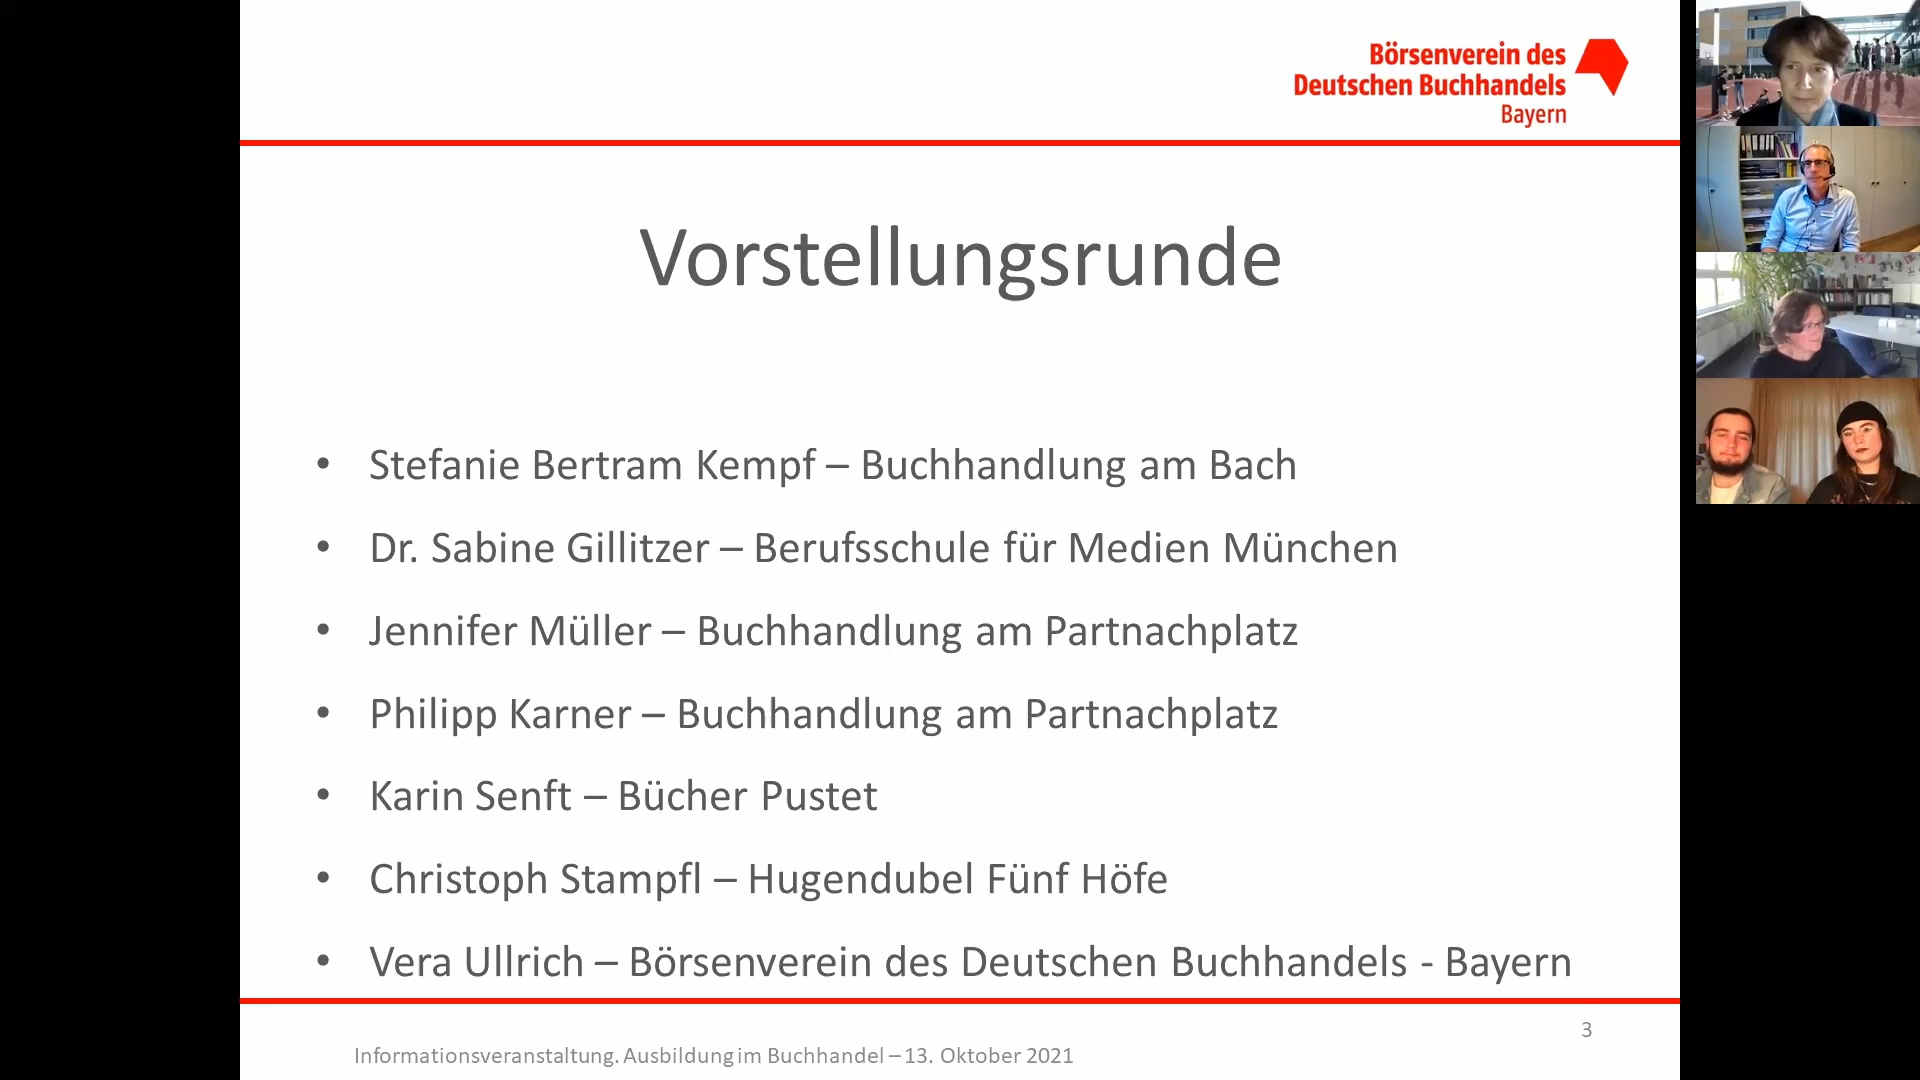 Börsenverein des
Deutschen Buchhandels
Bayern
Vorstellungsrunde
• Stefanie Bertram Kempf – Buchhandlung am Bach
• Dr. Sabine Gillitzer – Berufsschule für Medien München
• Jennifer Müller – Buchhandlung am Partnachplatz
• Philipp Karner – Buchhandlung am Partnachplatz
• Karin Senft – Bücher Pustet
• Christoph Stampfl – Hugendubel Fünf Höfe
• Vera Ullrich – Börsenverein des Deutschen Buchhandels - Bayern
3
Informationsveranstaltung. Ausbildung im Buchhandel – 13. Oktober 2021